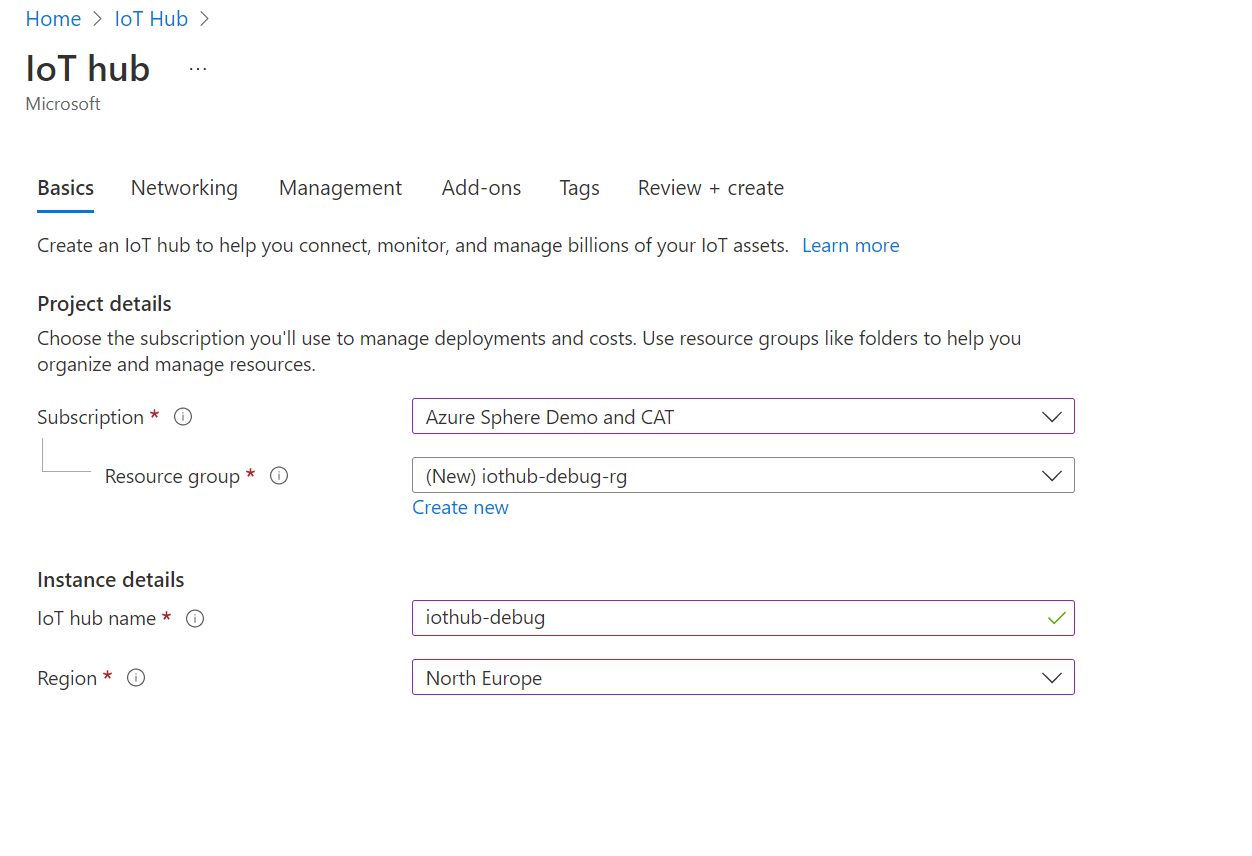 Home > IoT Hub >
IoT hub ...
Microsoft
Basics Networking Management Add-ons Tags Review + create
Create an IoT hub to help you connect, monitor, and manage billions of your IoT assets. Learn more
Project details
Choose the subscription you'll use to manage deployments and costs. Use resource groups like folders to help you
organize and manage resources.
Subscription * Azure Sphere Demo and CAT
Resource group * (New) iothub-debug-rg
Create new
Instance details
IoT hub name * iothub-debug
Region * North Europe